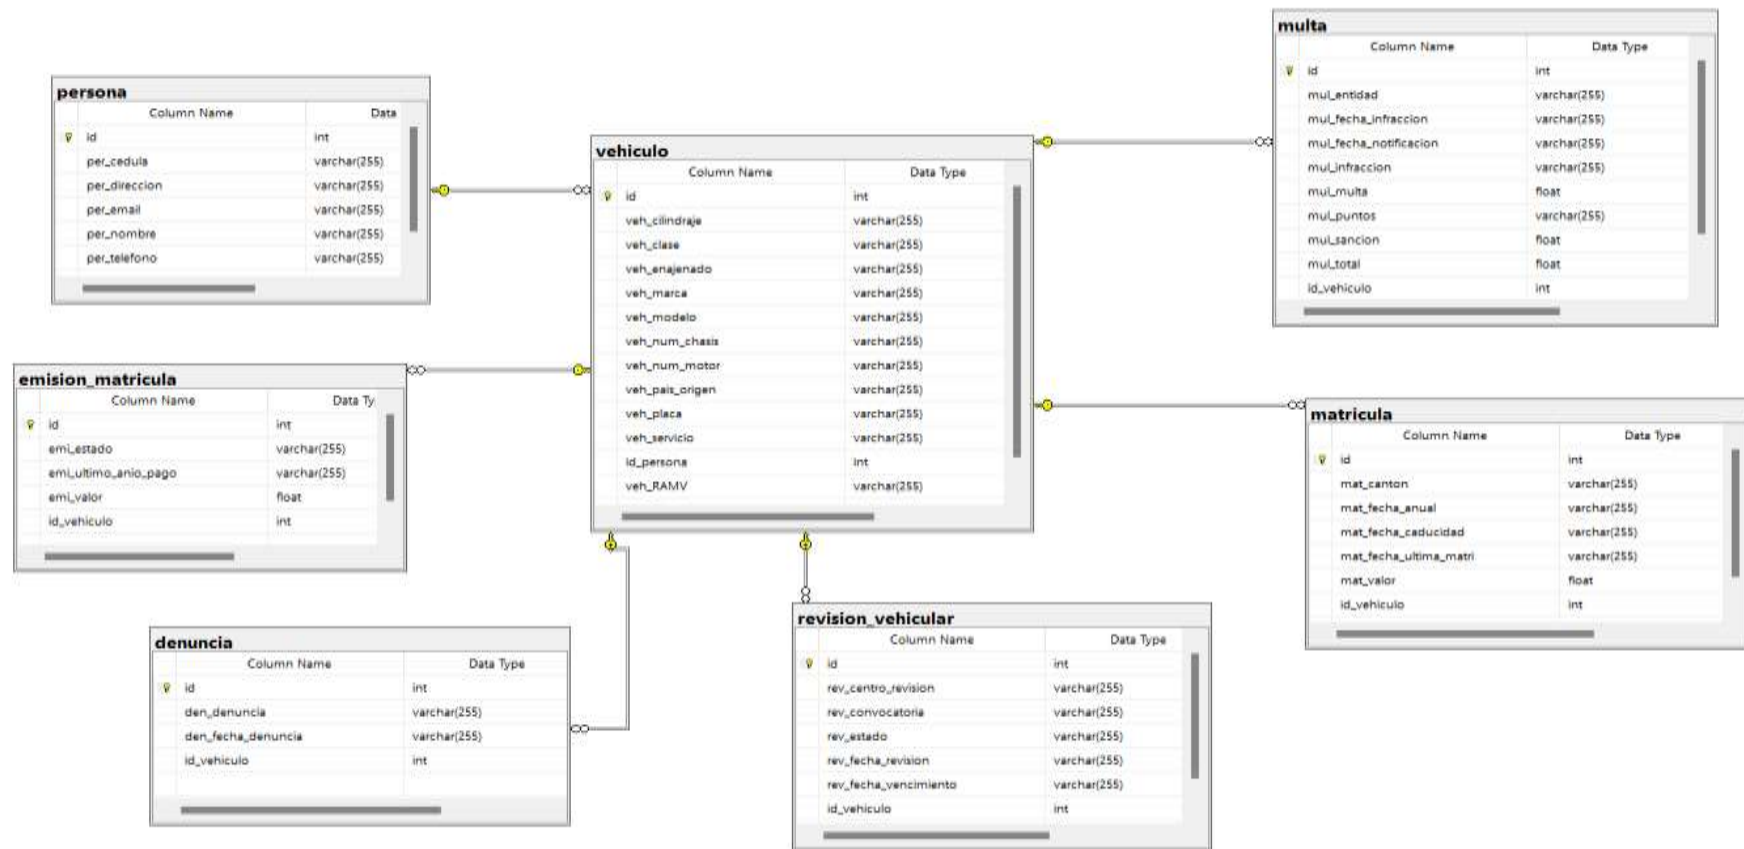 persona
Column Name Data
id int
per_cedula varchar(255)
per_direccion varchar(255)
per_email varchar(255)
per_nombre varchar(255)
per_telefono varchar(255)
emision_matricula
Column Name Data Ty
id int
emi_estado varchar(255)
emi_ultimo_anio_pago varchar(255)
emi_valor float
id_vehiculo int
denuncia
Column Name Data Type
id int
den_denuncia varchar(255)
den_fecha_denuncia varchar(255)
id_vehiculo int
vehiculo
Column Name Data Type
id int
veh_cilindraje varchar(255)
veh_clase varchar(255)
veh_enajenado varchar(255)
veh_marca varchar(255)
veh_modelo varchar(255)
veh_num_chasis varchar(255)
veh_num_motor varchar(255)
veh_pais_origen varchar(255)
veh_placa varchar(255)
veh_servicio varchar(255)
id_persona int
veh_RAMV varchar(255)
revision_vehicular
Column Name Data Type
id int
rev_centro_revision varchar(255)
rev_convocatoria varchar(255)
rev_estado varchar(255)
rev_fecha_revision varchar(255)
rev_fecha_vencimiento varchar(255)
id_vehiculo int
multa
Column Name Data Type
id int
mul_entidad varchar(255)
mul_fecha_infraccion varchar(255)
mul_fecha_notificacion varchar(255)
mul_infraccion varchar(255)
mul_multa float
mul_puntos varchar(255)
mul_sancion float
mul_total float
id_vehiculo int
matricula
Column Name Data Type
id int
mat_canton varchar(255)
mat_fecha_anual varchar(255)
mat_fecha_caducidad varchar(255)
mat_fecha_ultima_matri varchar(255)
mat_valor float
id_vehiculo int